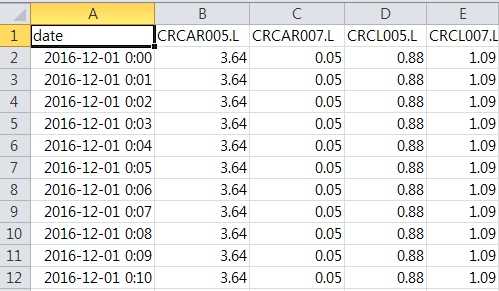 A B C D E
1 date CRCAR005.L CRCAR007.L CRCL005.L CRCL007.L
2 2016-12-01 0:00 3.64 0.05 0.88 1.09
3 2016-12-01 0:01 3.64 0.05 0.88 1.09
4 2016-12-01 0:02 3.64 0.05 0.88 1.09
5 2016-12-01 0:03 3.64 0.05 0.88 1.09
6 2016-12-01 0:04 3.64 0.05 0.88 1.09
7 2016-12-01 0:05 3.64 0.05 0.88 1.09
8 2016-12-01 0:06 3.64 0.05 0.88 1.09
9 2016-12-01 0:07 3.64 0.05 0.88 1.09
10 2016-12-01 0:08 3.64 0.05 0.88 1.09
11 2016-12-01 0:09 3.64 0.05 0.88 1.09
12 2016-12-01 0:10 3.64 0.05 0.88 1.09